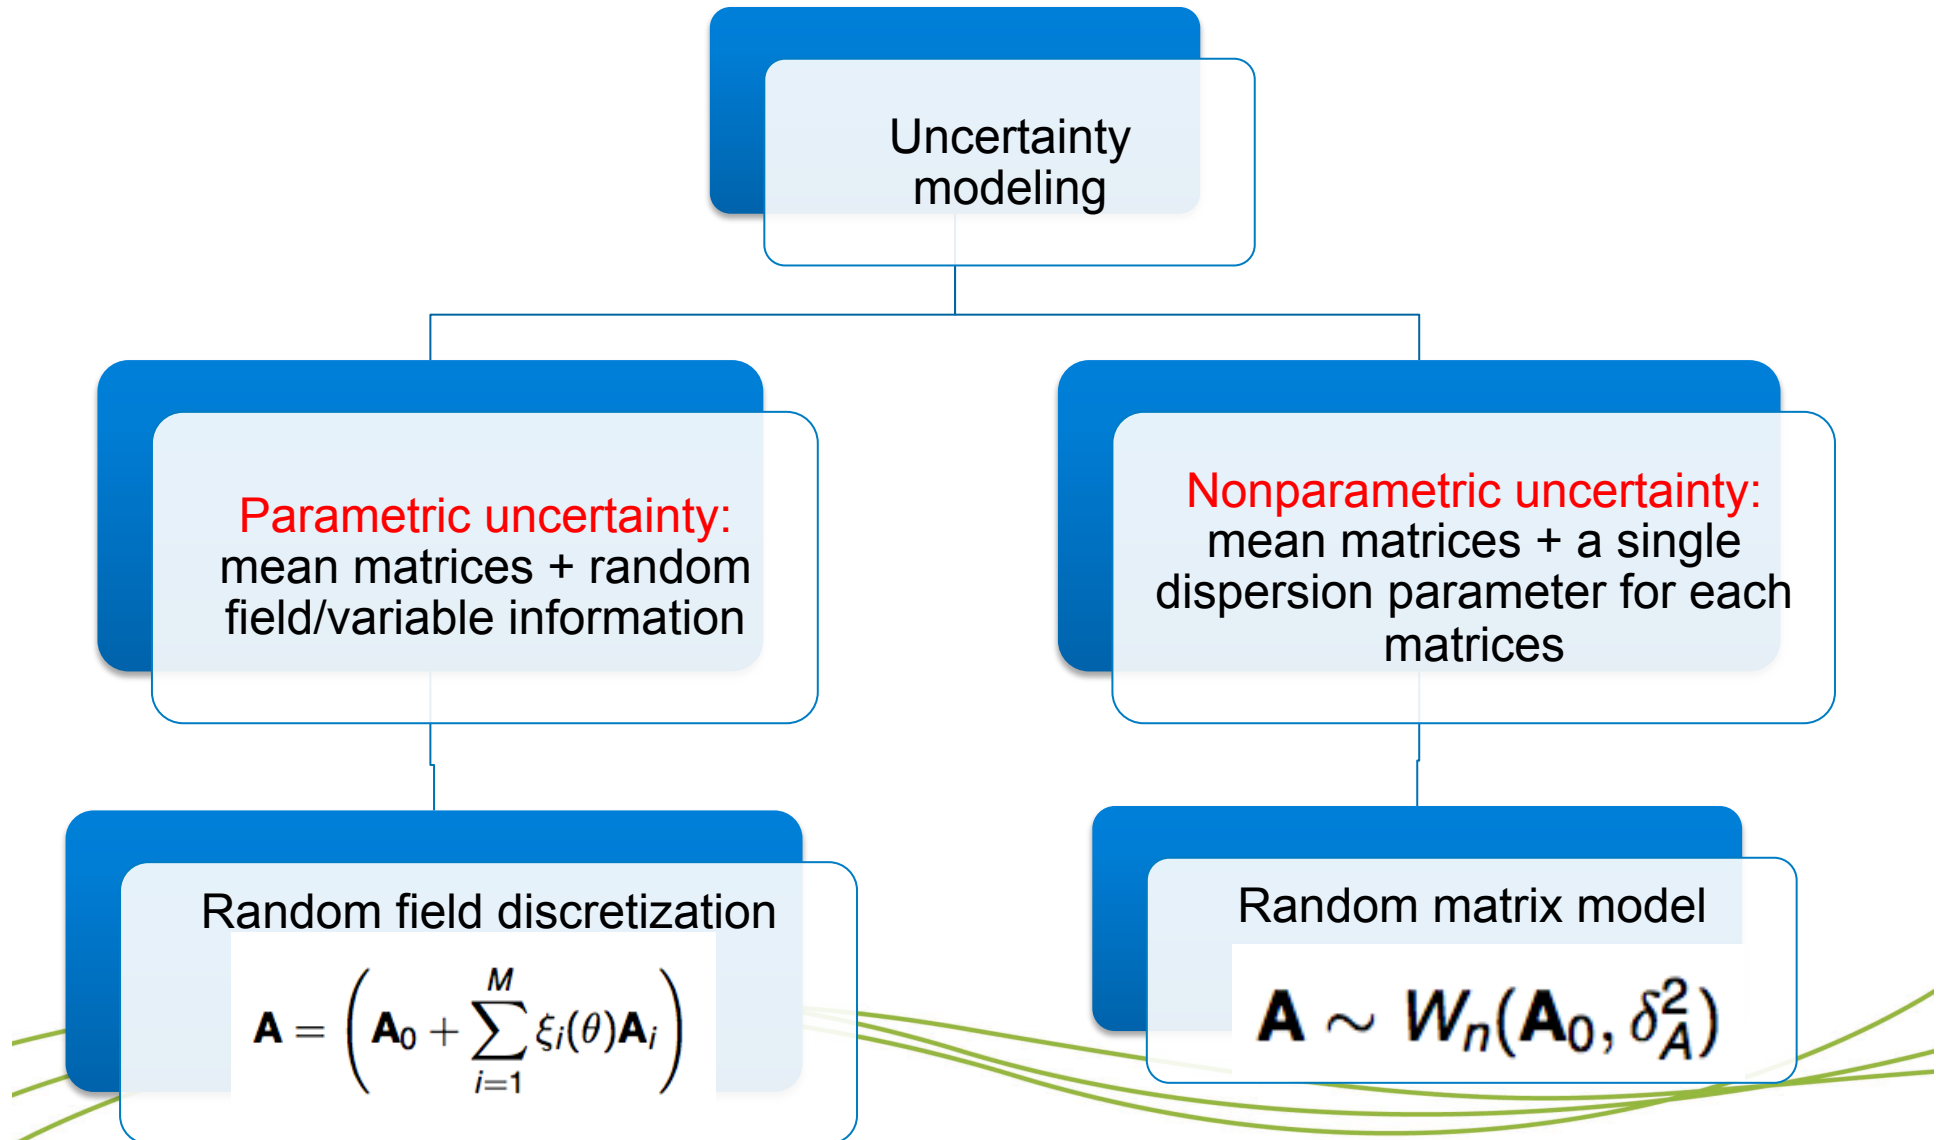 Uncertainty
modeling
Parametric uncertainty:
mean matrices + random
field/variable information
Nonparametric uncertainty:
mean matrices + a single
dispersion parameter for each
matrices
Random field discretization
A = ( A₀ + ∑_{i=1}^{M} ξᵢ(θ)Aᵢ )
Random matrix model
A ∼ Wₙ(A₀, δ_A²)